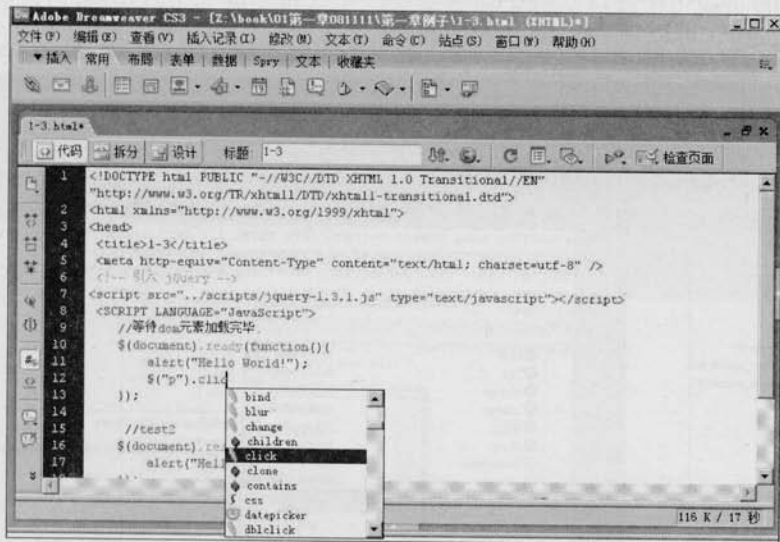 Adobe Dreamweaver CS3 - [Z:\book\01第一章081111\第一章例子\1-3.html (XHTML)*]
文件(F) 编辑(E) 查看(V) 插入记录(I) 修改(M) 文本(T) 命令(C) 站点(S) 窗口(W) 帮助(H)
▼插入 常用 布局 表单 数据 Spry 文本 收藏夹
1-3.html*
代码 拆分 设计 标题: 1-3 检查页面
1 <!DOCTYPE html PUBLIC "-//W3C//DTD XHTML 1.0 Transitional//EN"
"http://www.w3.org/TR/xhtml1/DTD/xhtml1-transitional.dtd">
2 <html xmlns="http://www.w3.org/1999/xhtml">
3 <head>
4 <title>1-3</title>
5 <meta http-equiv="Content-Type" content="text/html; charset=utf-8" />
6 <!-- 引入 jQuery -->
7 <script src="../scripts/jquery-1.3.1.js" type="text/javascript"></script>
8 <SCRIPT LANGUAGE="JavaScript">
9 //等待dom元素加载完毕.
10 $(document).ready(function(){
11 alert("Hello World!");
12 $("p").clic
13 });
14
15 //test2
16 $(document).rea
17 alert("Hell
bind
blur
change
children
click
clone
contains
css
datepicker
dblclick
116 K / 17 秒